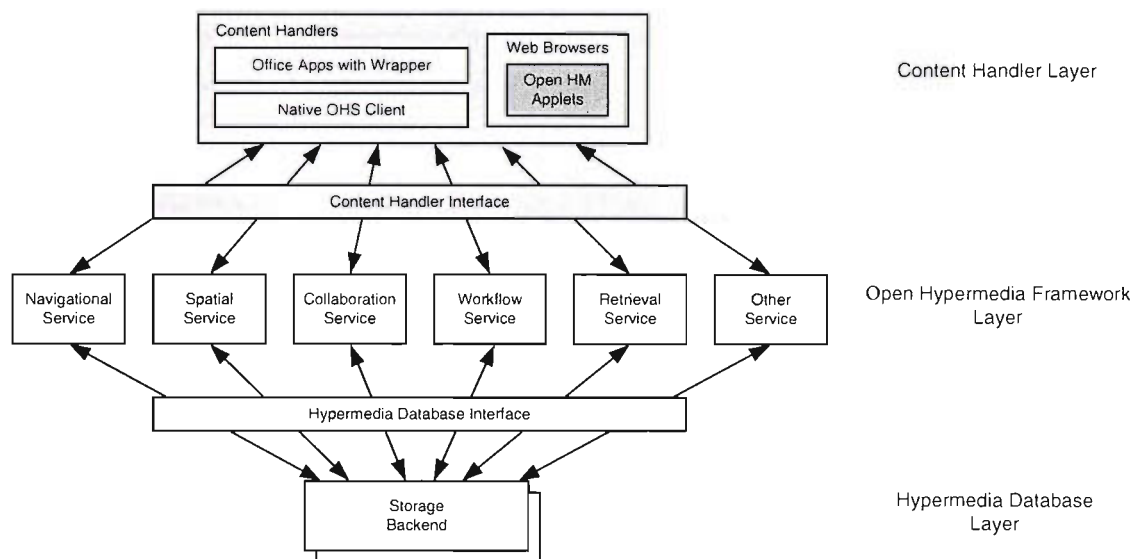 Content Handlers
Office Apps with Wrapper
Native OHS Client
Web Browsers
Open HM
Applets
Content Handler Layer
Content Handler Interface
Navigational
Service
Spatial
Service
Collaboration
Service
Workflow
Service
Retrieval
Service
Other
Service
Open Hypermedia Framework
Layer
Hypermedia Database Interface
Storage
Backend
Hypermedia Database
Layer